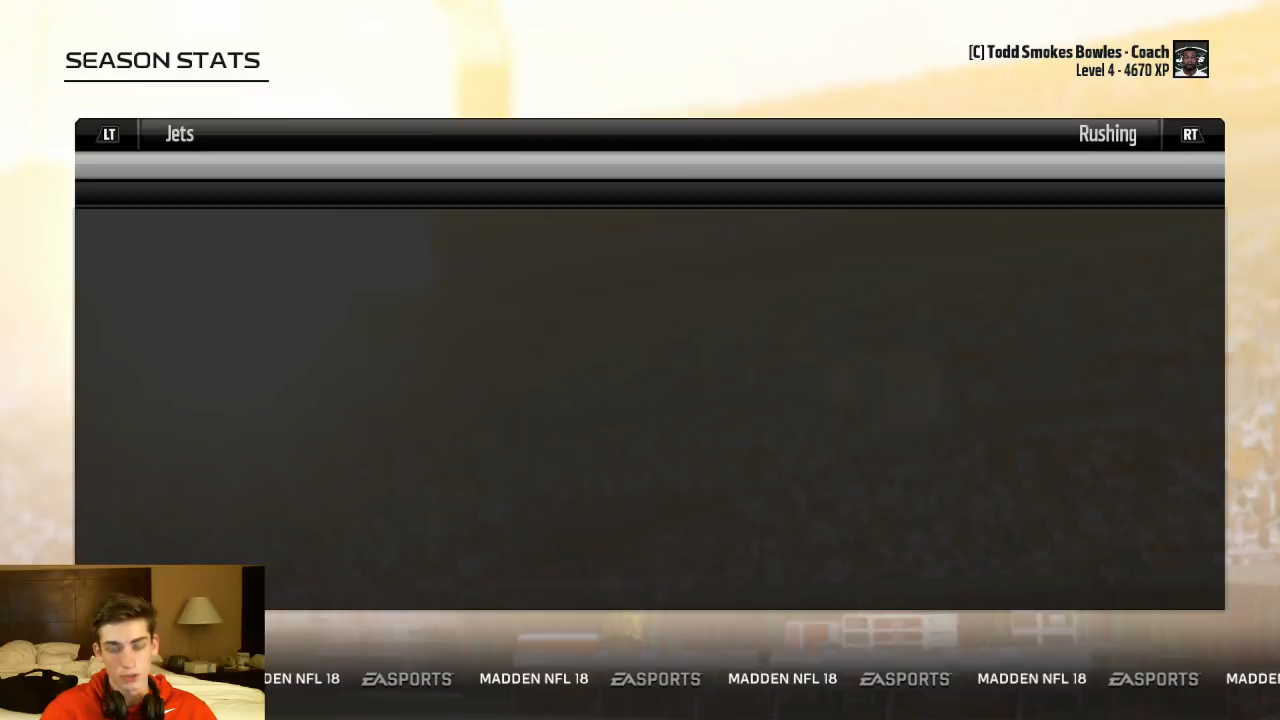 SEASON STATS
[C] Todd Smokes Bowles - Coach
Level 4 - 4670 XP
LT Jets Rushing RT
DEN NFL 18 EA SPORTS MADDEN NFL 18 EA SPORTS MADDEN NFL 18 EA SPORTS MADDEN NFL 18 EA SPORTS MADDE